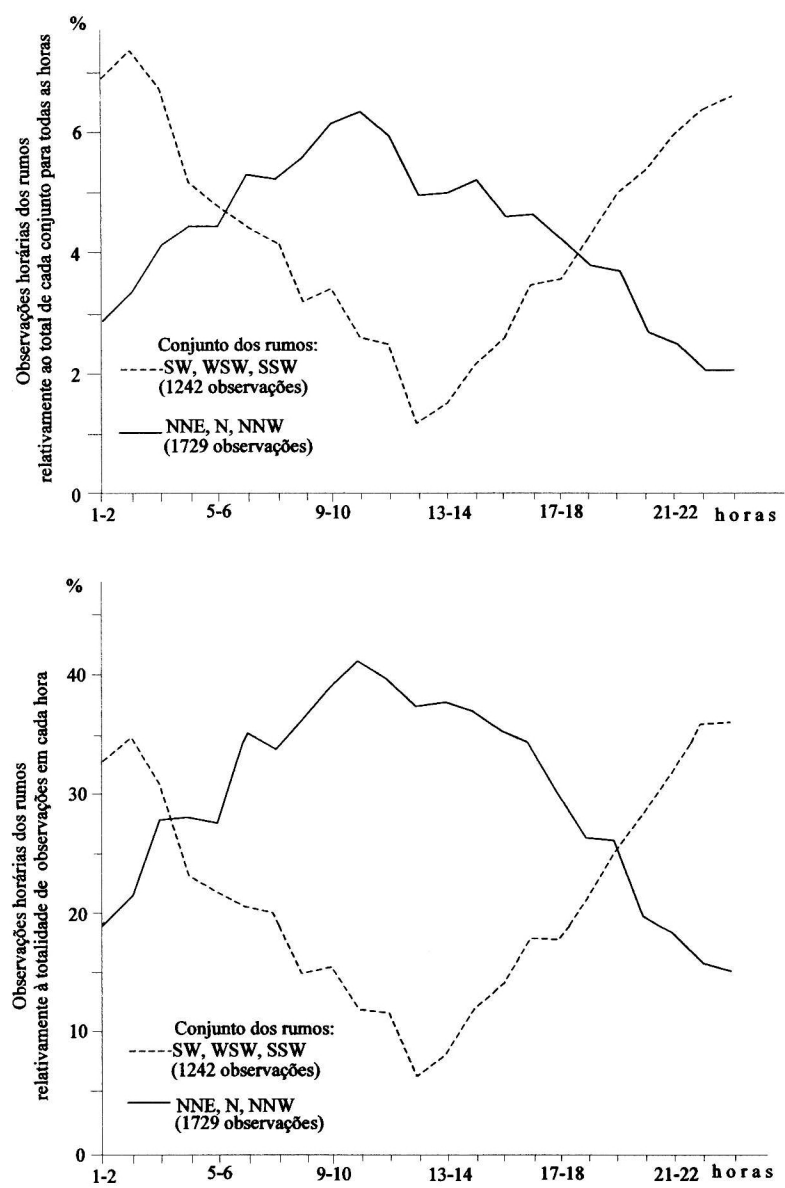 %
Observações horárias dos rumos
relativamente ao total de cada conjunto para todas as horas
6
4
2
0
Conjunto dos rumos:
SW, WSW, SSW
(1242 observações)
NNE, N, NNW
(1729 observações)
1-2 5-6 9-10 13-14 17-18 21-22 horas
%
Observações horárias dos rumos
relativamente à totalidade de observações em cada hora
40
30
20
10
0
Conjunto dos rumos:
SW, WSW, SSW
(1242 observações)
NNE, N, NNW
(1729 observações)
1-2 5-6 9-10 13-14 17-18 21-22 horas